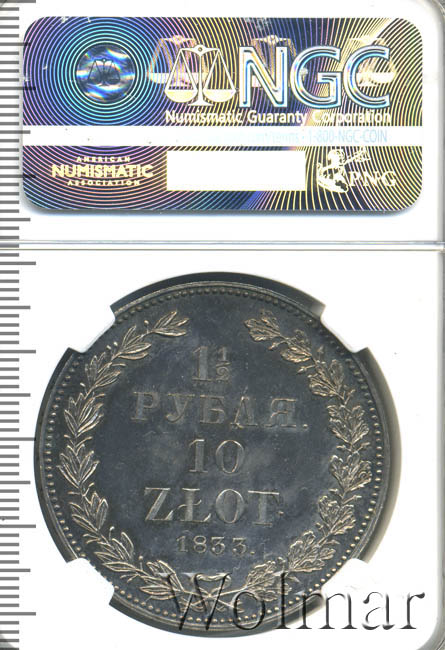 NGC
Numismatic Guaranty Corporation
1-800-NGC-COIN
AMERICAN
NUMISMATIC
ASSOCIATION
PNG
1½
РУБЛЯ.
10
ZŁOT.
1833.
Wolmar